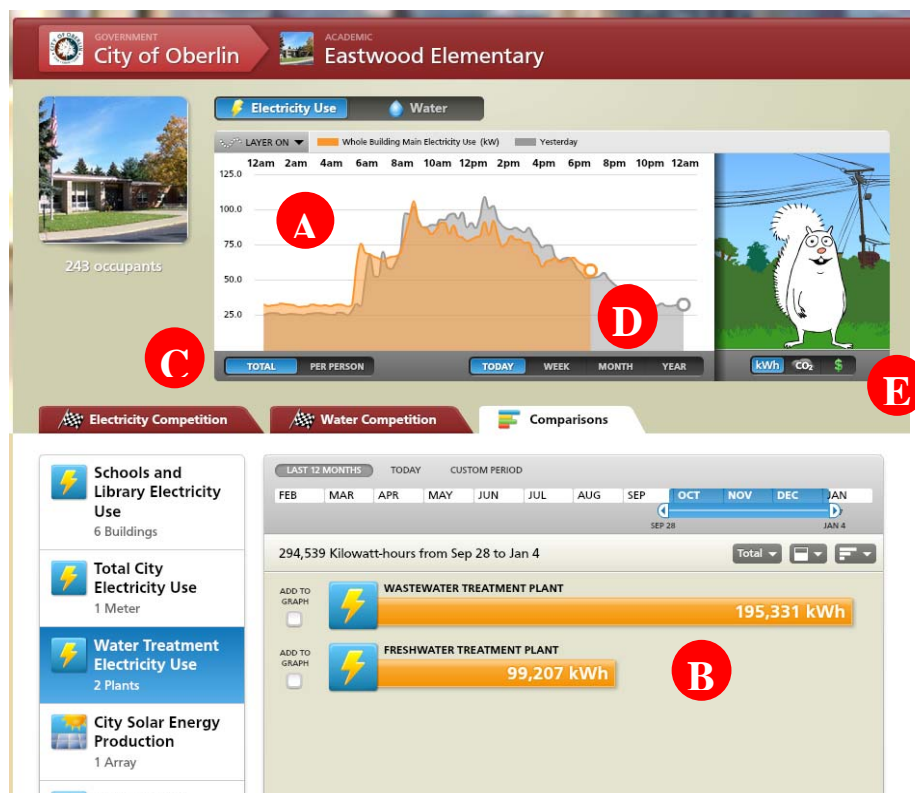 GOVERNMENT
City of Oberlin
ACADEMIC
Eastwood Elementary
Electricity Use
Water
LAYER ON
Whole Building Main Electricity Use (kW)
Yesterday
12am 2am 4am 6am 8am 10am 12pm 2pm 4pm 6pm 8pm 10pm 12am
125.0
100.0
75.0
50.0
25.0
A
D
C
E
243 occupants
TOTAL PER PERSON
TODAY WEEK MONTH YEAR
kWh CO₂ $
Electricity Competition
Water Competition
Comparisons
Schools and
Library Electricity
Use
6 Buildings
Total City
Electricity Use
1 Meter
Water Treatment
Electricity Use
2 Plants
City Solar Energy
Production
1 Array
LAST 12 MONTHS TODAY CUSTOM PERIOD
FEB MAR APR MAY JUN JUL AUG SEP OCT NOV DEC JAN
SEP 28 JAN 4
294,539 Kilowatt-hours from Sep 28 to Jan 4
Total
ADD TO
GRAPH
WASTEWATER TREATMENT PLANT
195,331 kWh
ADD TO
GRAPH
FRESHWATER TREATMENT PLANT
99,207 kWh
B